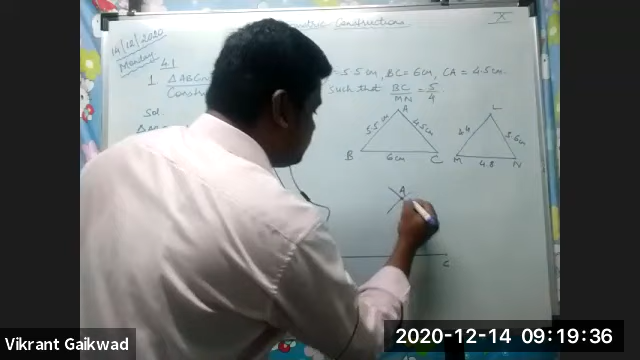 Geometric Constructions
X
14/12/2020
Monday
4.1
1 △ABC = 5.5 cm, BC = 6 cm, CA = 4.5 cm.
Constr such that BC/MN = 5/4
Sol.
A
5.5 cm
4.5 cm
B
6 cm
C
L
4.4
3.6 cm
M
4.8
N
A
C
Vikrant Gaikwad
2020-12-14 09:19:36